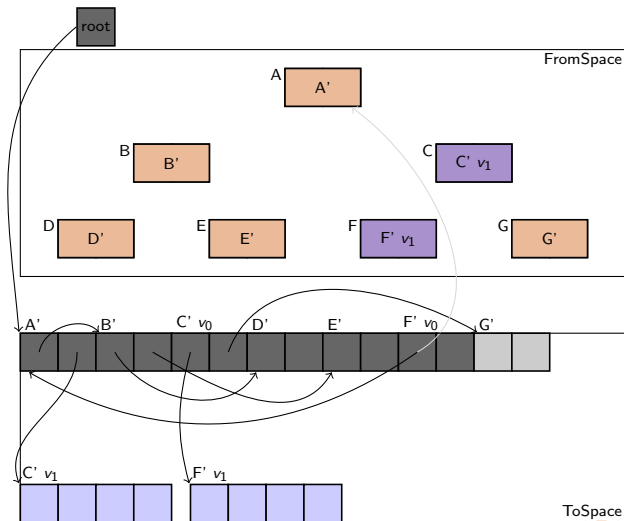 root
FromSpace
A A'
B B' C C' v1
D D' E E' F F' v1 G G'
A' B' C' v0 D' E' F' v0 G'
C' v1 F' v1
ToSpace